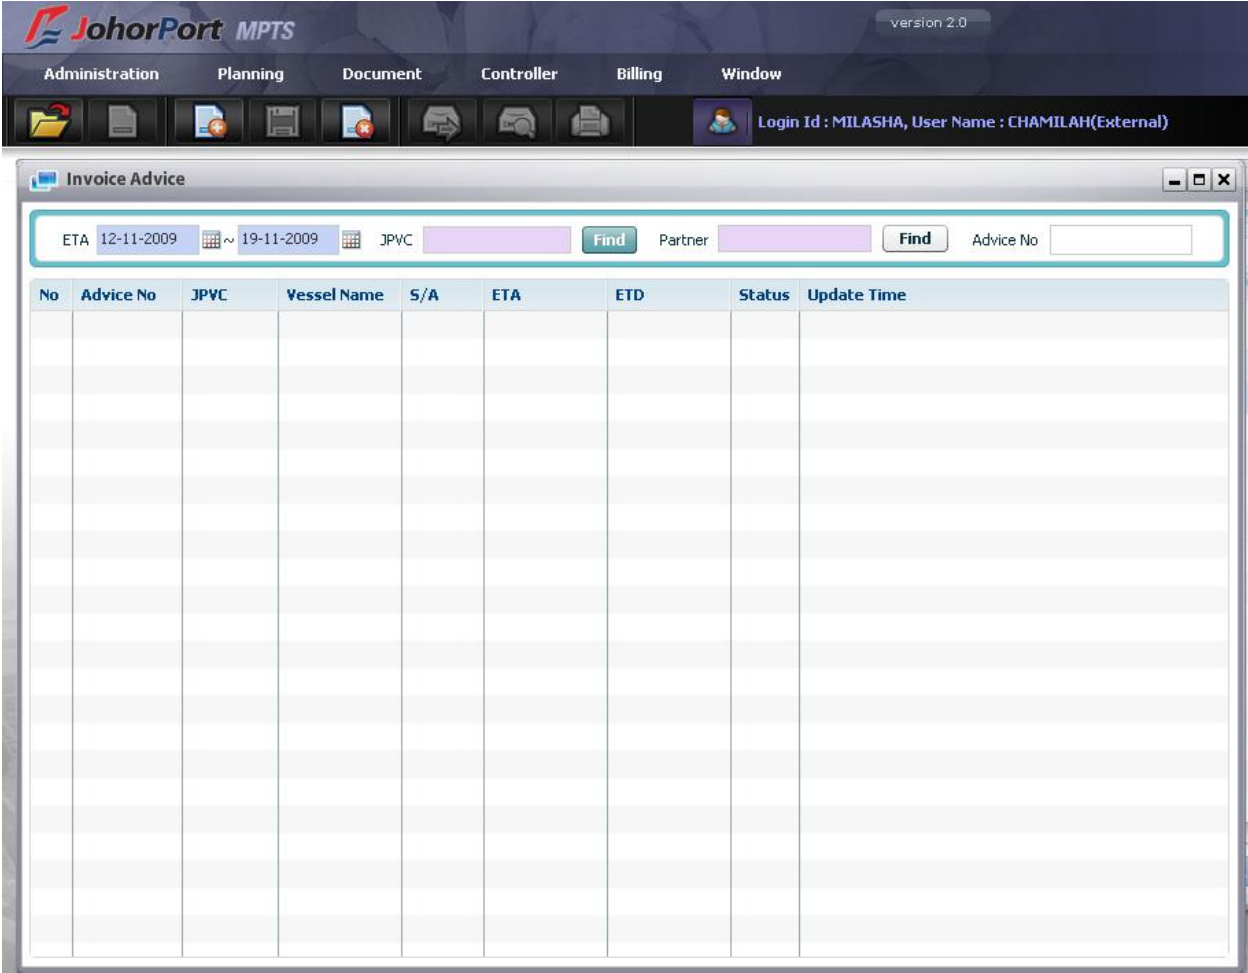 JohorPort MPTS
version 2.0
Administration Planning Document Controller Billing Window
Login Id : MILASHA, User Name : CHAMILAH(External)
Invoice Advice
ETA 12-11-2009 ~ 19-11-2009 JPVC Find Partner Find Advice No
No Advice No JPVC Vessel Name S/A ETA ETD Status Update Time